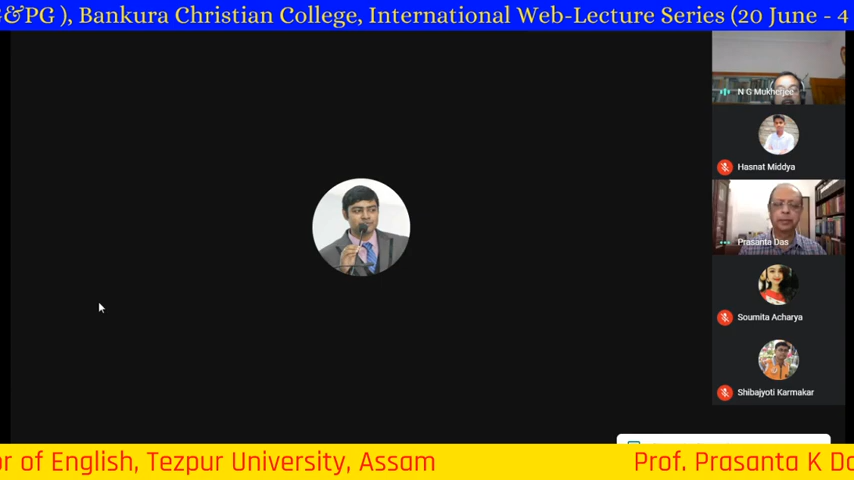 &PG ), Bankura Christian College, International Web-Lecture Series (20 June - 4
N G Mukherjee
Hasnat Middya
Prasanta Das
Soumita Acharya
Shibajyoti Karmakar
or of English, Tezpur University, Assam
Prof. Prasanta K Da